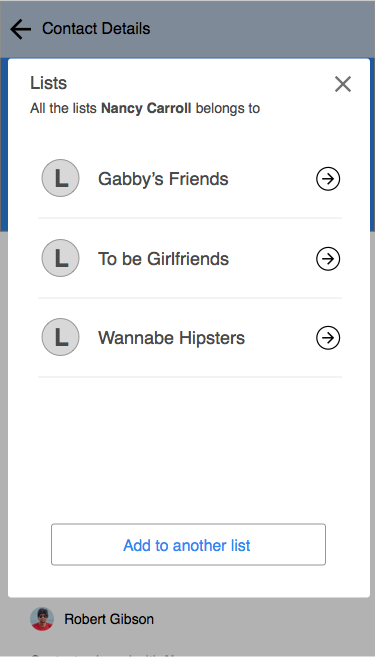 Contact Details
Lists
All the lists Nancy Carroll belongs to
L Gabby’s Friends
L To be Girlfriends
L Wannabe Hipsters
Add to another list
Robert Gibson